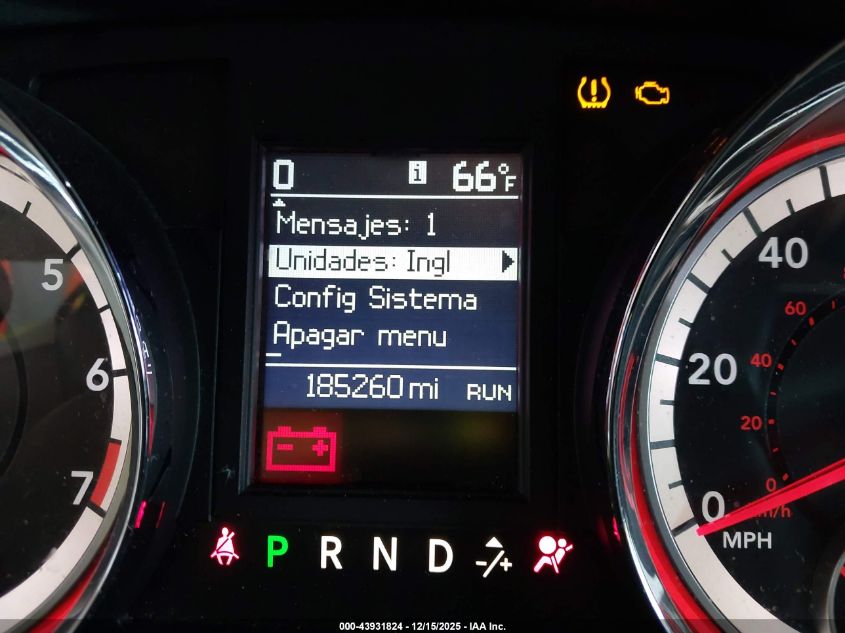 0 i 66°F
Mensajes: 1
Unidades: Ingl
Config Sistema
Apagar menu
185260 mi RUN
- +
P R N D -/+
5
6
7
40
20
0
MPH
60
40
20
0
km/h
000-43931824 - 12/15/2025 - IAA Inc.